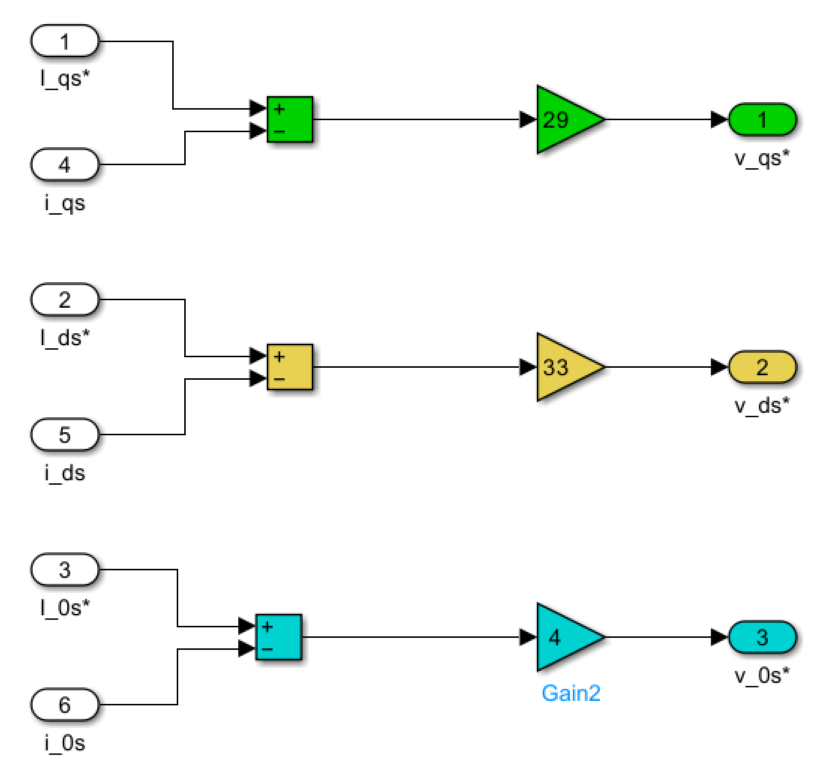 1
I_qs*
4
i_qs
+
−
29
1
v_qs*
2
I_ds*
5
i_ds
+
−
33
2
v_ds*
3
I_0s*
6
i_0s
+
−
4
Gain2
3
v_0s*